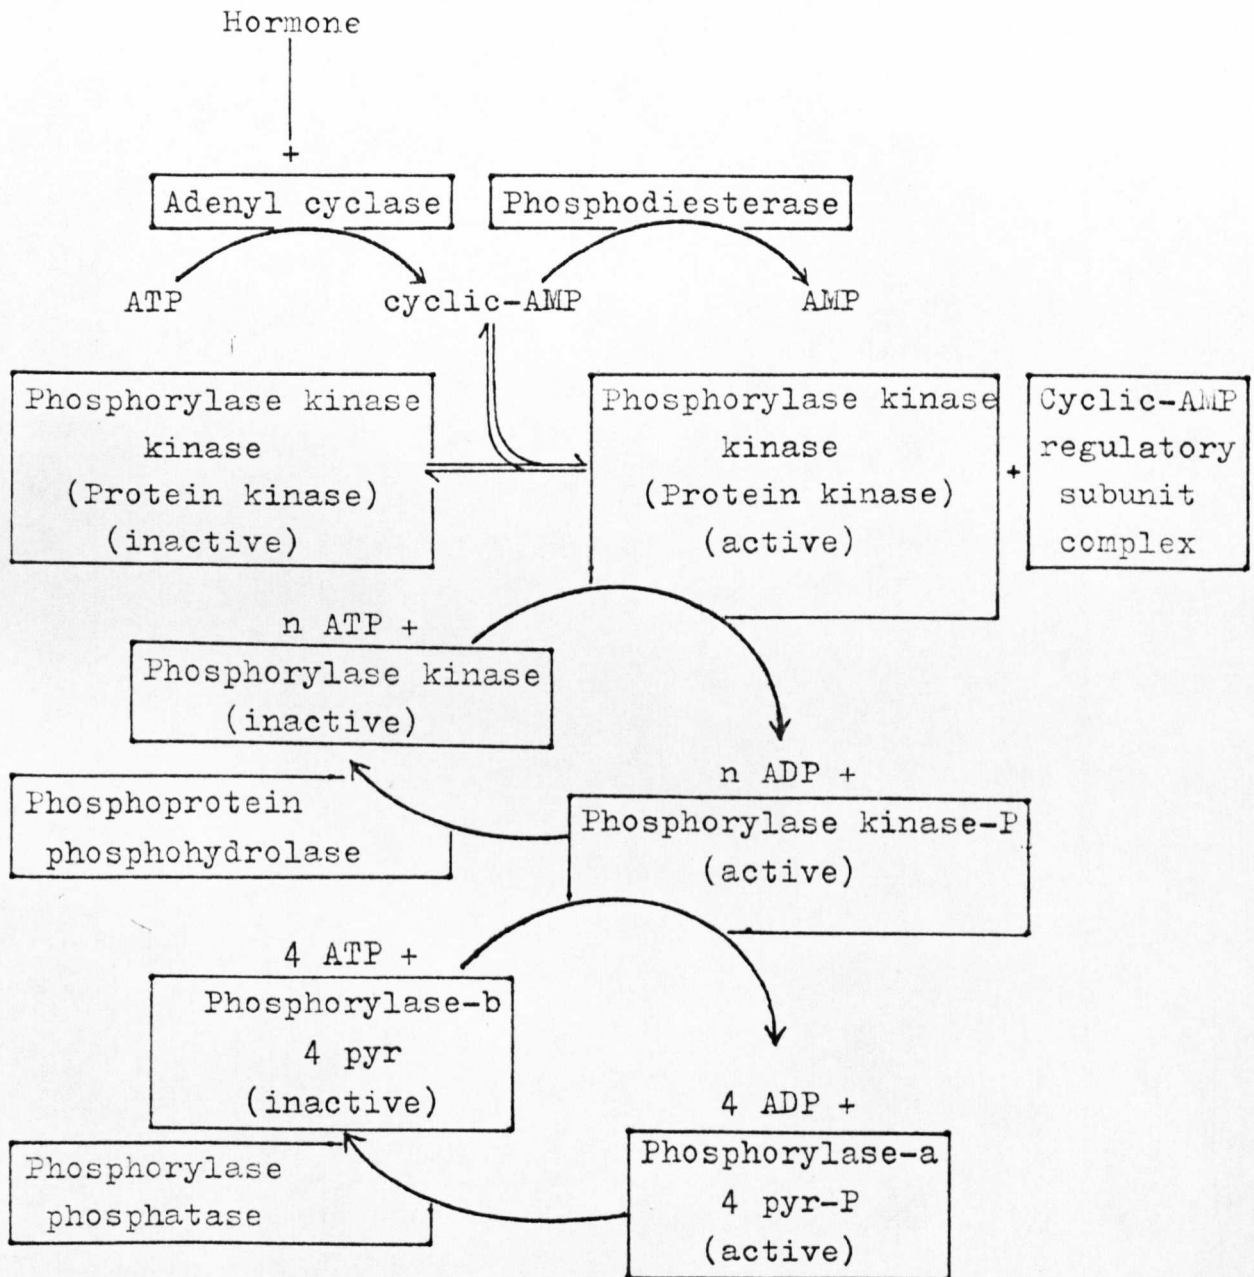 Hormone
+
Adenyl cyclase
Phosphodiesterase
ATP
cyclic-AMP
AMP
Phosphorylase kinase
kinase
(Protein kinase)
(inactive)
Phosphorylase kinase
kinase
(Protein kinase)
(active)
+
Cyclic-AMP
regulatory
subunit
complex
n ATP +
Phosphorylase kinase
(inactive)
n ADP +
Phosphorylase kinase-P
(active)
Phosphoprotein
phosphohydrolase
4 ATP +
Phosphorylase-b
4 pyr
(inactive)
4 ADP +
Phosphorylase-a
4 pyr-P
(active)
Phosphorylase
phosphatase